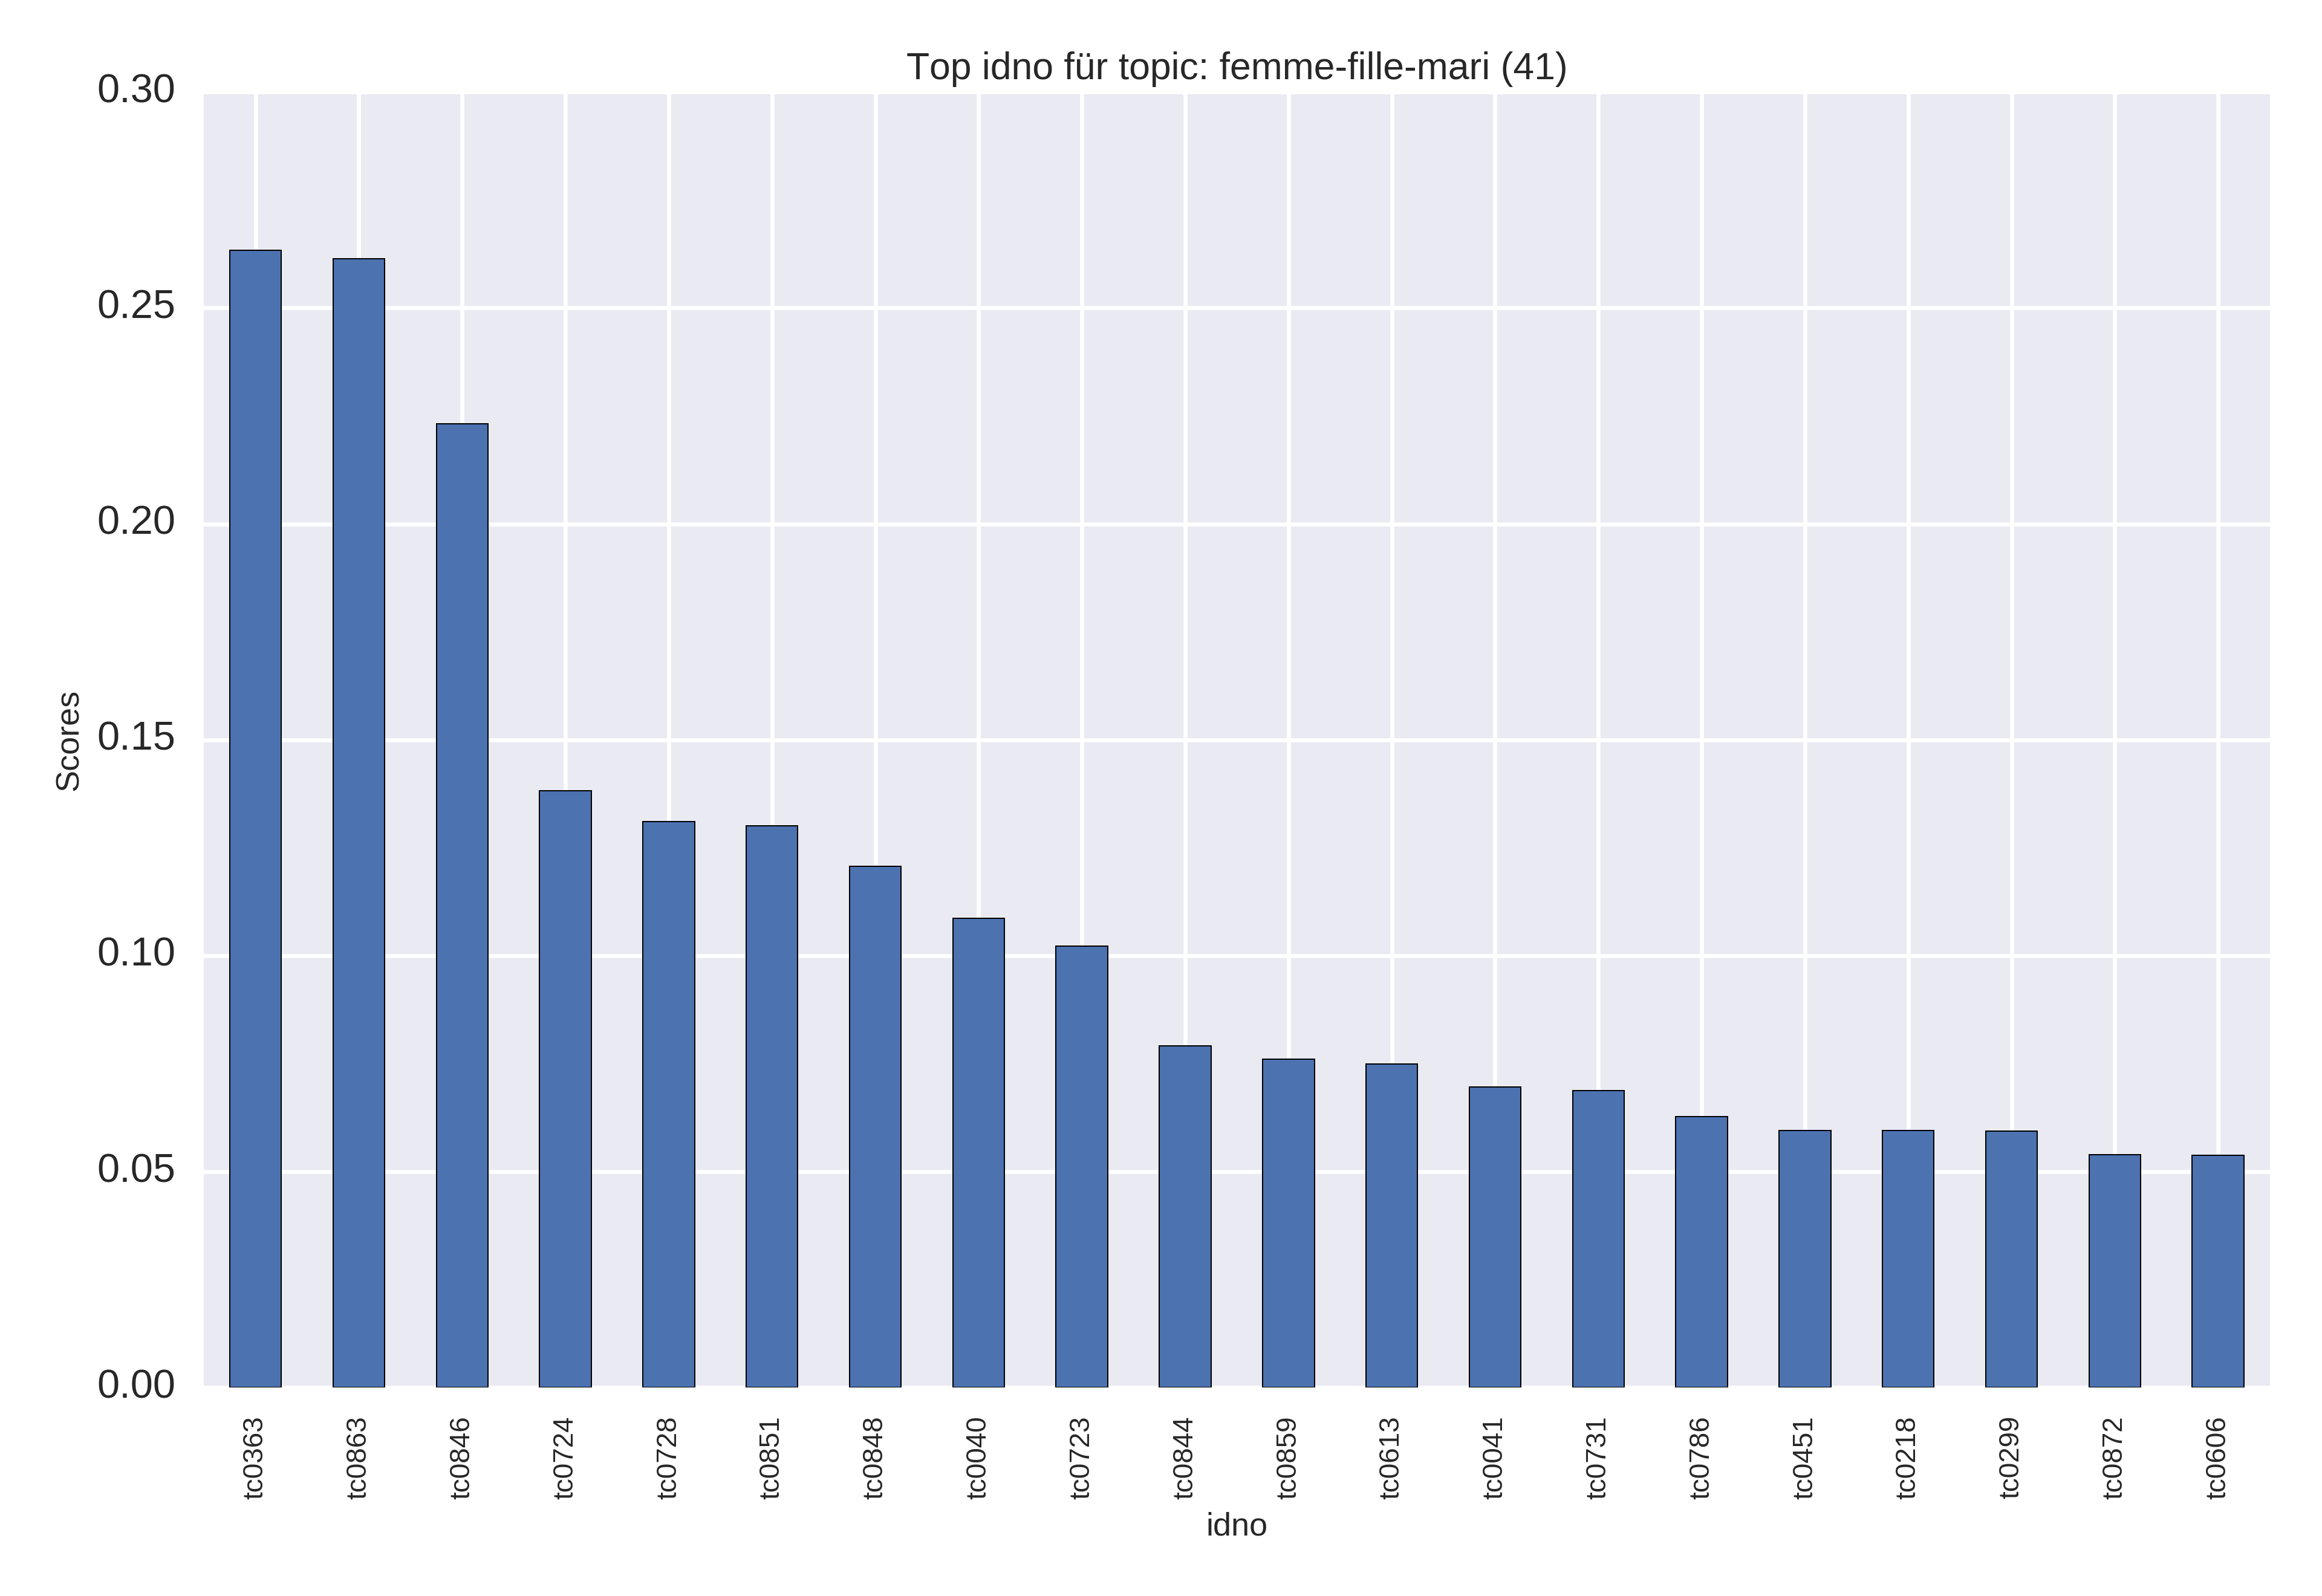 Top idno für topic: femme-fille-mari (41)
0.30
0.25
0.20
0.15
0.10
0.05
0.00
Scores
tc0363
tc0863
tc0846
tc0724
tc0728
tc0851
tc0848
tc0040
tc0723
tc0844
tc0859
tc0613
tc0041
tc0731
tc0786
tc0451
tc0218
tc0299
tc0872
tc0606
idno